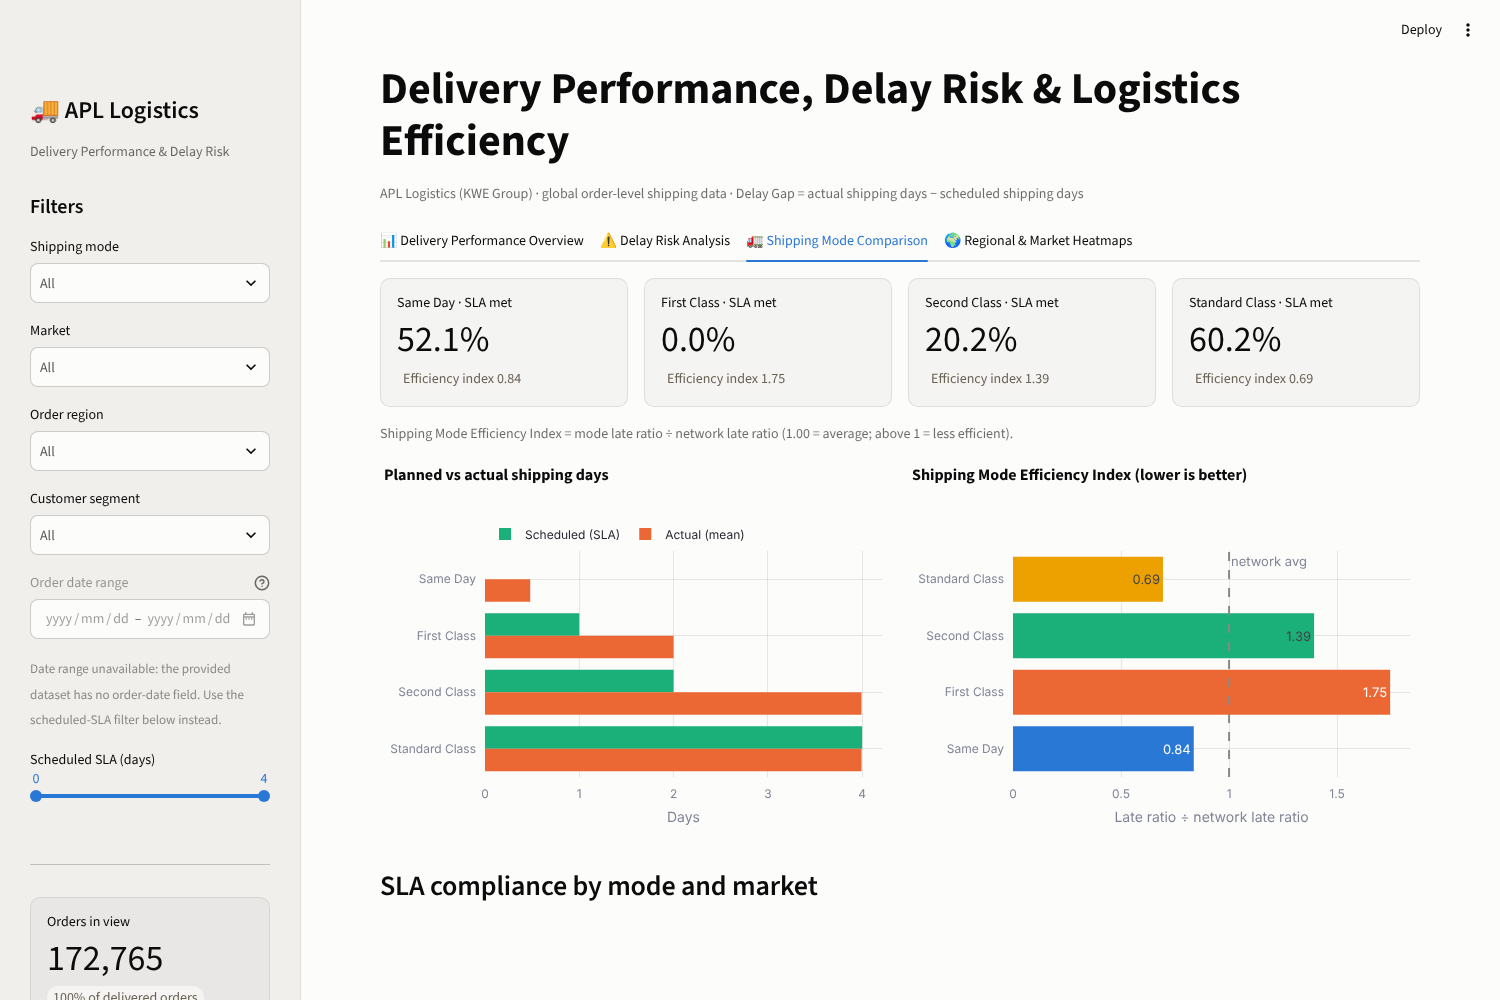 Deploy
🚚 APL Logistics
Delivery Performance & Delay Risk
Filters
Shipping mode
All
Market
All
Order region
All
Customer segment
All
Order date range
yyyy / mm / dd – yyyy / mm / dd
Date range unavailable: the provided
dataset has no order-date field. Use the
scheduled-SLA filter below instead.
Scheduled SLA (days)
0 4
Orders in view
172,765
100% of delivered orders
Delivery Performance, Delay Risk & Logistics
Efficiency
APL Logistics (KWE Group) · global order-level shipping data · Delay Gap = actual shipping days − scheduled shipping days
📊 Delivery Performance Overview ⚠️ Delay Risk Analysis 🚛 Shipping Mode Comparison 🌍 Regional & Market Heatmaps
Same Day · SLA met
52.1%
Efficiency index 0.84
First Class · SLA met
0.0%
Efficiency index 1.75
Second Class · SLA met
20.2%
Efficiency index 1.39
Standard Class · SLA met
60.2%
Efficiency index 0.69
Shipping Mode Efficiency Index = mode late ratio ÷ network late ratio (1.00 = average; above 1 = less efficient).
Planned vs actual shipping days
Scheduled (SLA) Actual (mean)
Same Day
First Class
Second Class
Standard Class
0 1 2 3 4
Days
Shipping Mode Efficiency Index (lower is better)
network avg
Standard Class 0.69
Second Class 1.39
First Class 1.75
Same Day 0.84
0 0.5 1 1.5
Late ratio ÷ network late ratio
SLA compliance by mode and market